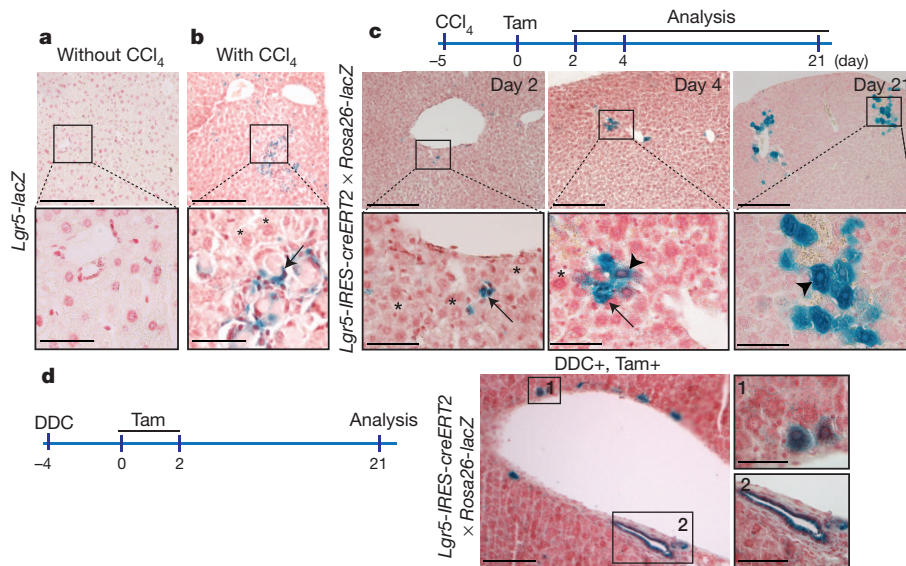 a
Without CCl4
b
With CCl4
c
CCl4 Tam Analysis
–5 0 2 4 21 (day)
Lgr5-lacZ
Lgr5-IRES-creERT2 × Rosa26-lacZ
Day 2
Day 4
Day 21
*
*
*
*
*
*
d
DDC Tam Analysis
–4 0 2 21
DDC+, Tam+
Lgr5-IRES-creERT2
× Rosa26-lacZ
1
2
1
2